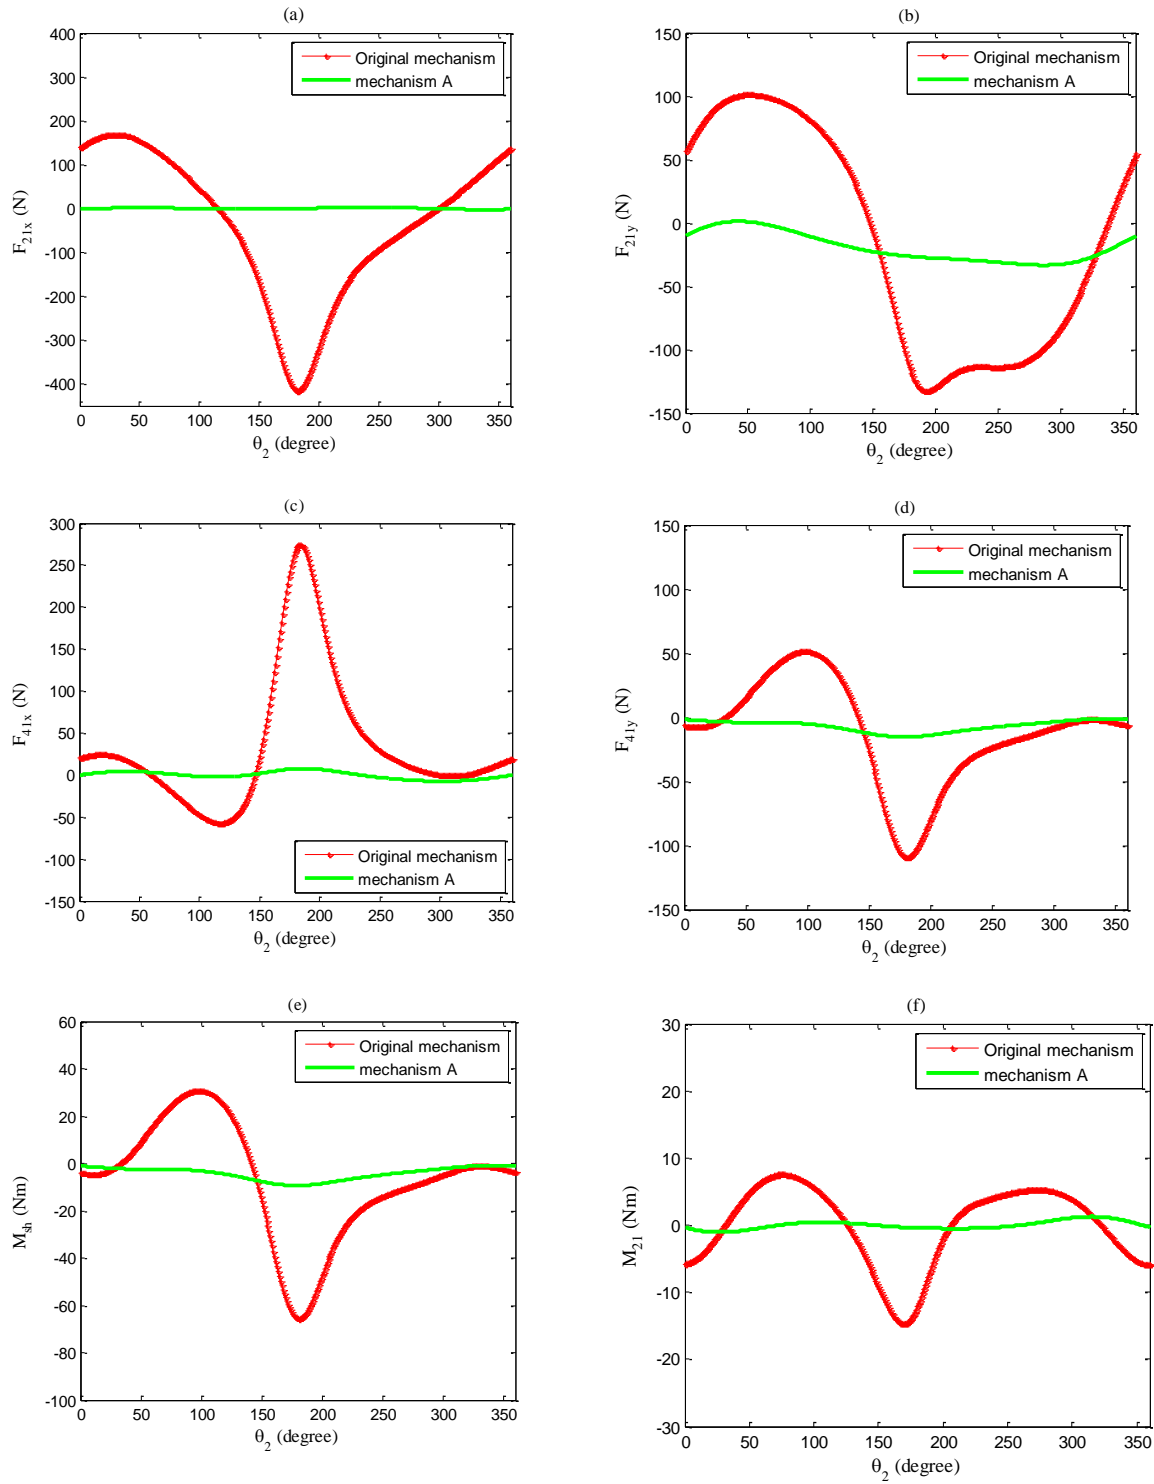 (a)
400
300
200
100
0
-100
-200
-300
-400
F21x (N)
Original mechanism
mechanism A
0 50 100 150 200 250 300 350
θ2 (degree)
(b)
150
100
50
0
-50
-100
-150
F21y (N)
Original mechanism
mechanism A
0 50 100 150 200 250 300 350
θ2 (degree)
(c)
300
250
200
150
100
50
0
-50
-100
-150
F41x (N)
Original mechanism
mechanism A
0 50 100 150 200 250 300 350
θ2 (degree)
(d)
150
100
50
0
-50
-100
-150
F41y (N)
Original mechanism
mechanism A
0 50 100 150 200 250 300 350
θ2 (degree)
(e)
60
40
20
0
-20
-40
-60
-80
-100
Msh (Nm)
Original mechanism
mechanism A
0 50 100 150 200 250 300 350
θ2 (degree)
(f)
30
20
10
0
-10
-20
-30
M21 (Nm)
Original mechanism
mechanism A
0 50 100 150 200 250 300 350
θ2 (degree)